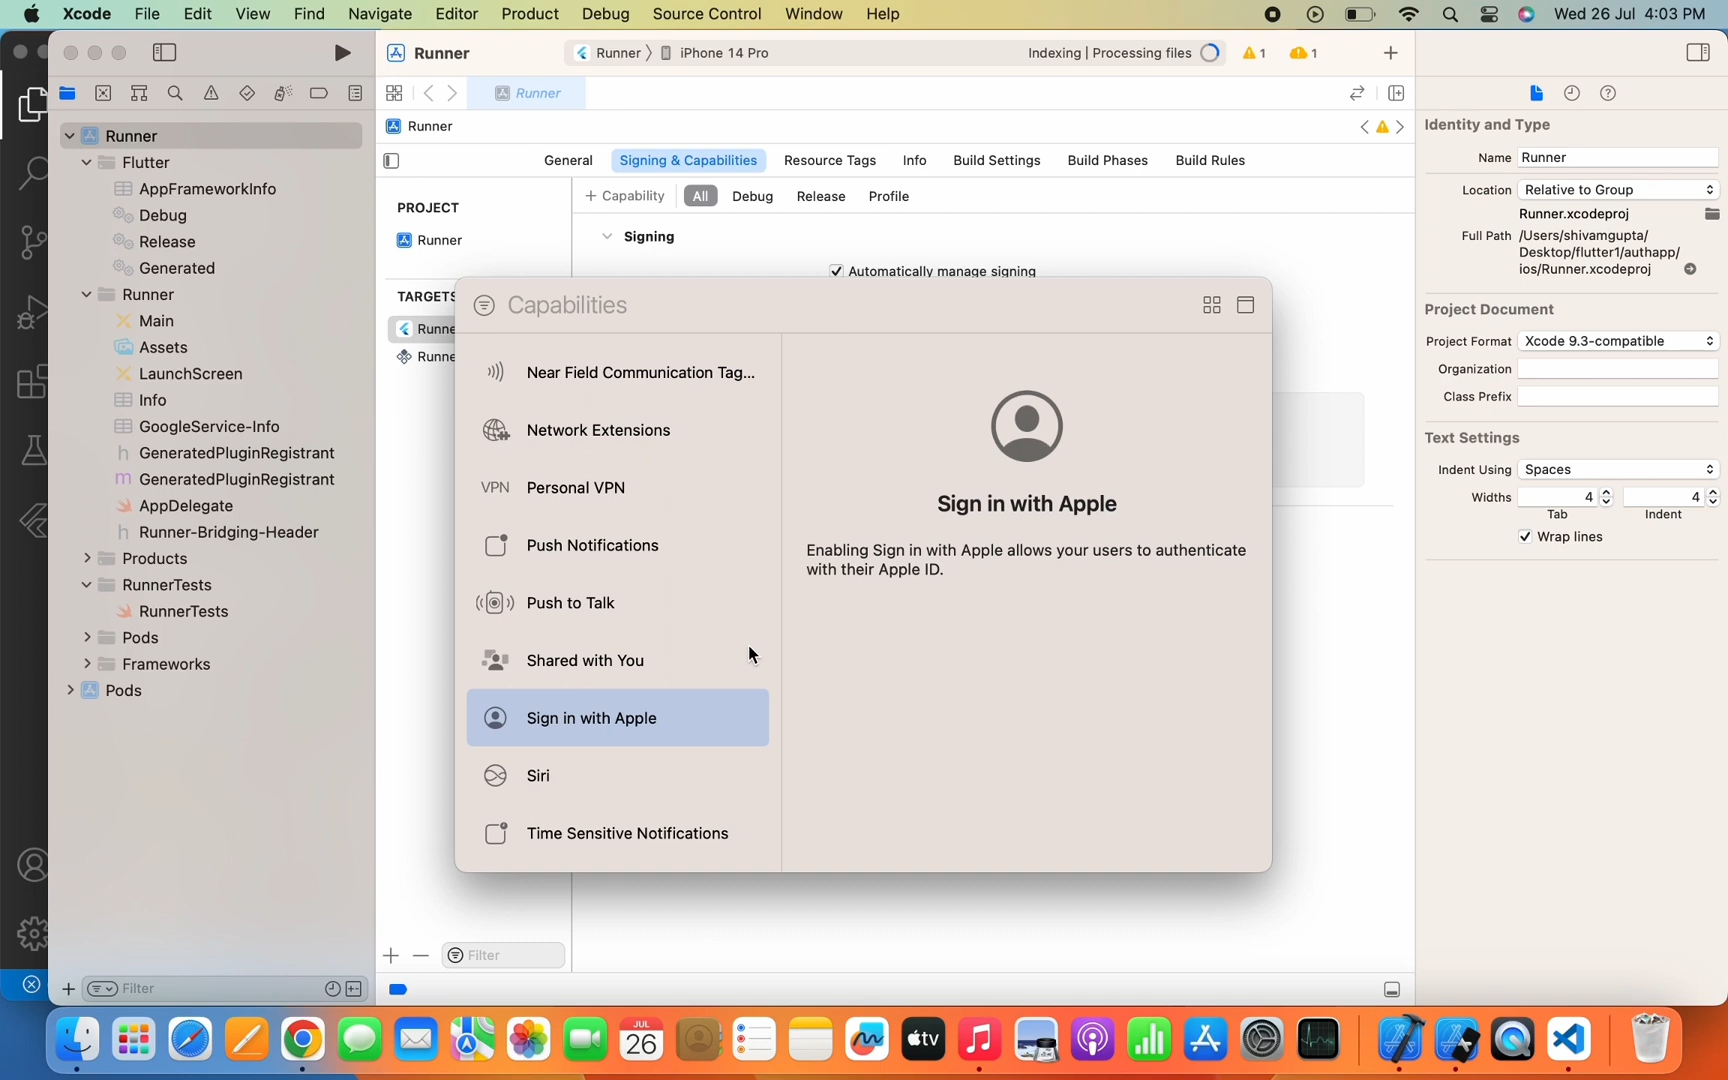 Xcode File Edit View Find Navigate Editor Product Debug Source Control Window Help Wed 26 Jul 4:03 PM
Runner Runner iPhone 14 Pro Indexing | Processing files 1 1
Runner
Runner
General Signing & Capabilities Resource Tags Info Build Settings Build Phases Build Rules
+ Capability All Debug Release Profile
Runner
Flutter
AppFrameworkInfo
Debug
Release
Generated
Runner
Main
Assets
LaunchScreen
Info
GoogleService-Info
h GeneratedPluginRegistrant
m GeneratedPluginRegistrant
AppDelegate
h Runner-Bridging-Header
Products
RunnerTests
RunnerTests
Pods
Frameworks
Pods
Filter
PROJECT
Runner
TARGETS
Runne
Runne
Filter
Signing
Automatically manage signing
Capabilities
Near Field Communication Tag...
Network Extensions
VPN Personal VPN
Push Notifications
Push to Talk
Shared with You
Sign in with Apple
Siri
Time Sensitive Notifications
Sign in with Apple
Enabling Sign in with Apple allows your users to authenticate
with their Apple ID.
Identity and Type
Name Runner
Location Relative to Group
Runner.xcodeproj
Full Path /Users/shivamgupta/
Desktop/flutter1/authapp/
ios/Runner.xcodeproj
Project Document
Project Format Xcode 9.3-compatible
Organization
Class Prefix
Text Settings
Indent Using Spaces
Widths 4 4
Tab Indent
Wrap lines
JUL
26
tv